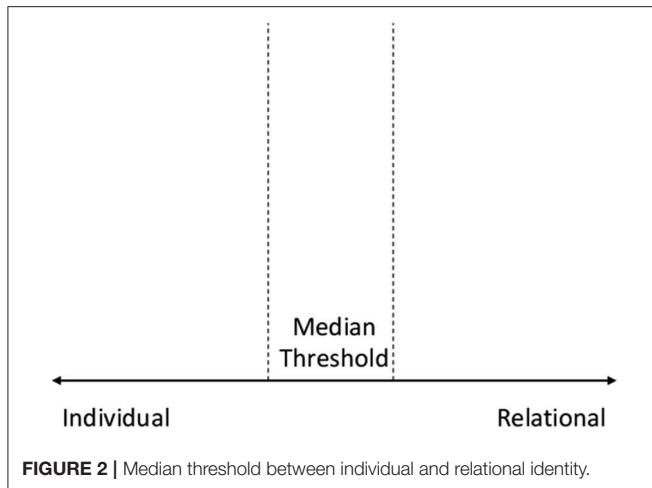 Median
Threshold
Individual
Relational
FIGURE 2 | Median threshold between individual and relational identity.